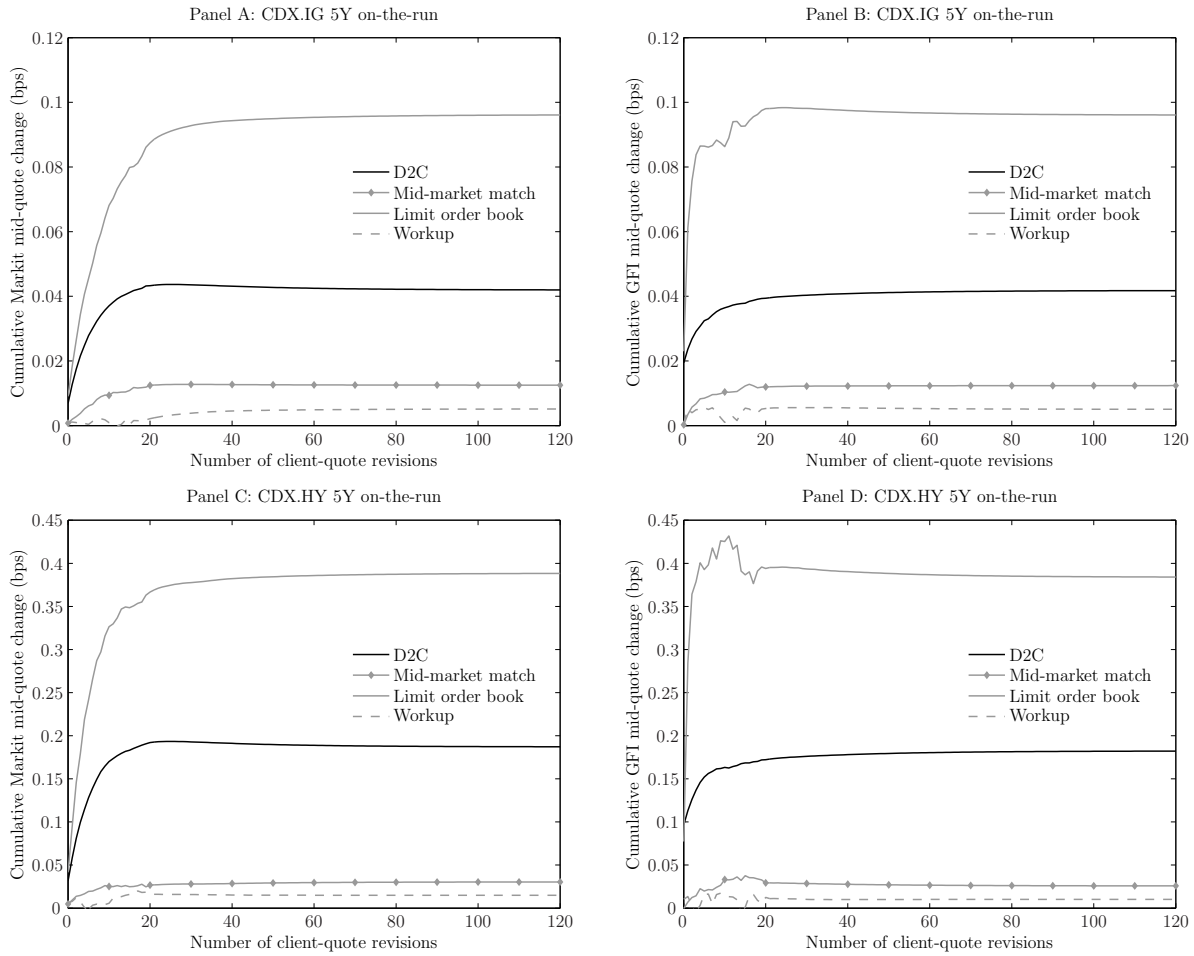 Panel A: CDX.IG 5Y on-the-run
Cumulative Markit mid-quote change (bps)
0.12
0.1
0.08
0.06
0.04
0.02
0
D2C
Mid-market match
Limit order book
Workup
0 20 40 60 80 100 120
Number of client-quote revisions
Panel B: CDX.IG 5Y on-the-run
Cumulative GFI mid-quote change (bps)
0.12
0.1
0.08
0.06
0.04
0.02
0
D2C
Mid-market match
Limit order book
Workup
0 20 40 60 80 100 120
Number of client-quote revisions
Panel C: CDX.HY 5Y on-the-run
Cumulative Markit mid-quote change (bps)
0.45
0.4
0.35
0.3
0.25
0.2
0.15
0.1
0.05
0
D2C
Mid-market match
Limit order book
Workup
0 20 40 60 80 100 120
Number of client-quote revisions
Panel D: CDX.HY 5Y on-the-run
Cumulative GFI mid-quote change (bps)
0.45
0.4
0.35
0.3
0.25
0.2
0.15
0.1
0.05
0
D2C
Mid-market match
Limit order book
Workup
0 20 40 60 80 100 120
Number of client-quote revisions